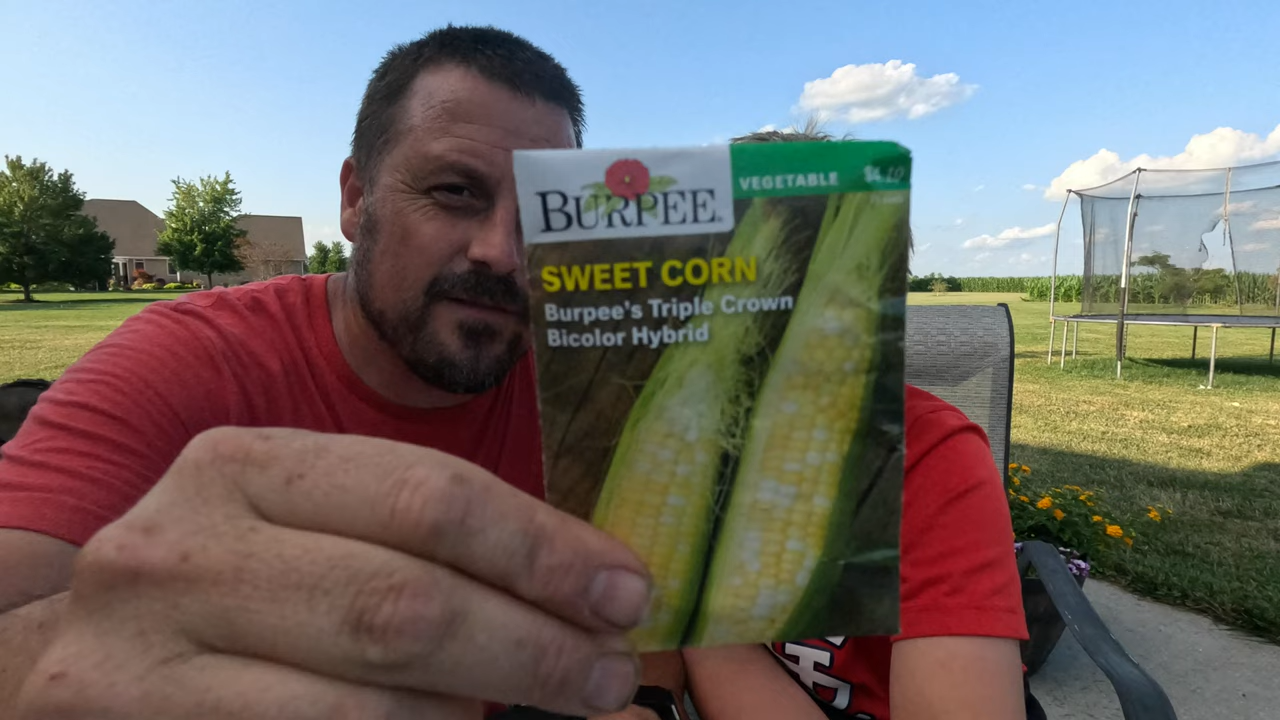 BURPEE
VEGETABLE
SWEET CORN
Burpee's Triple Crown
Bicolor Hybrid